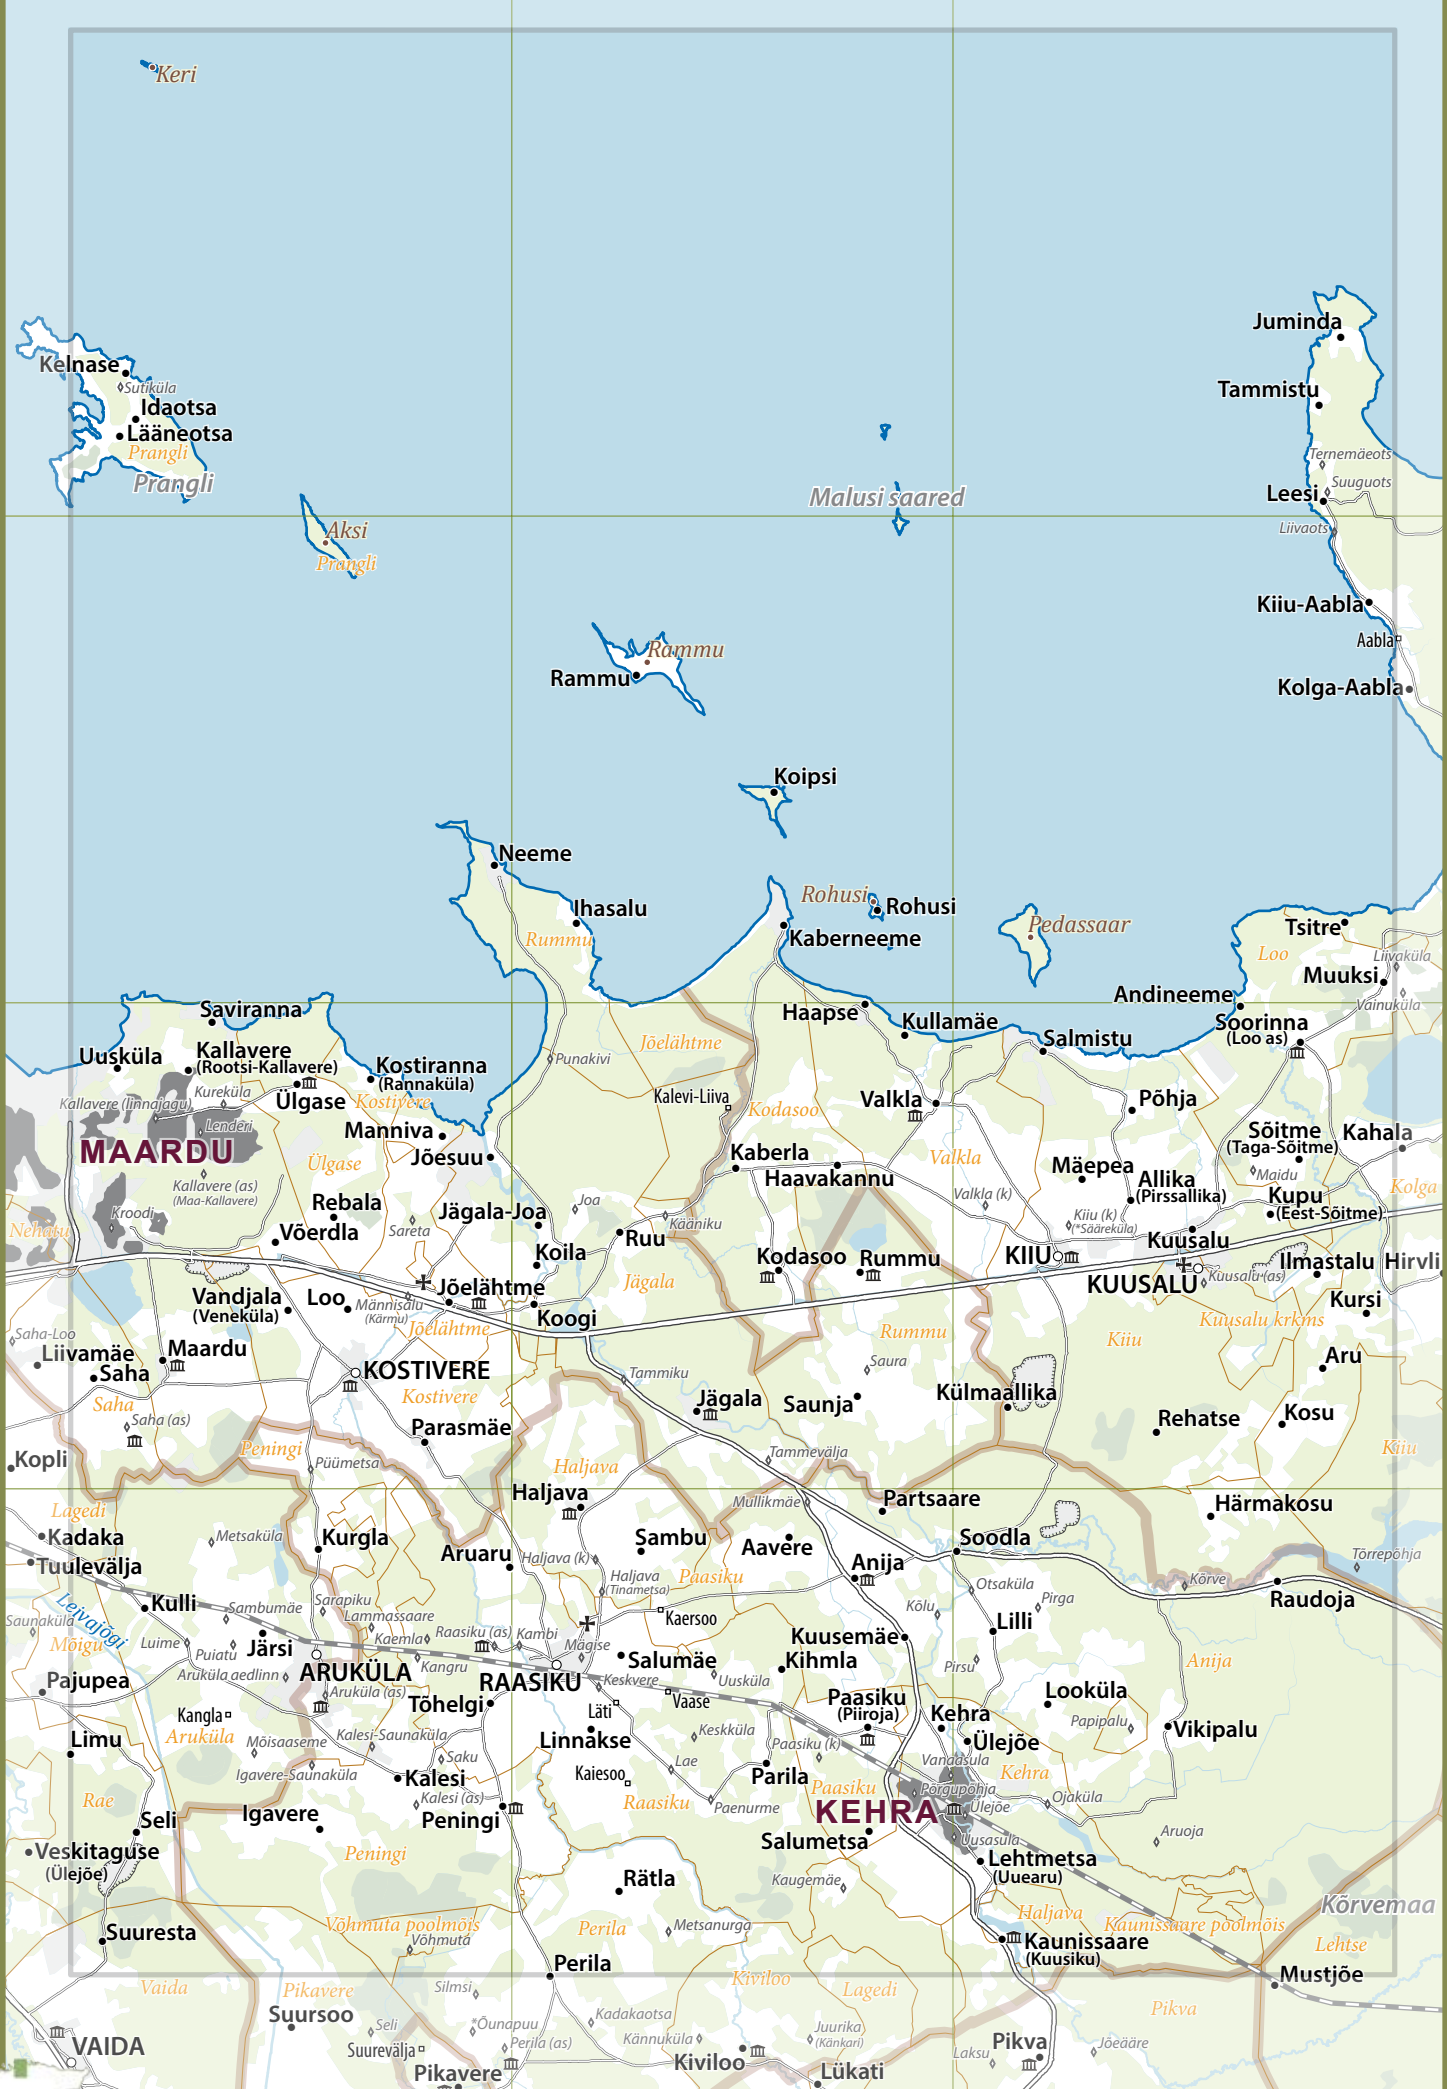 Keri
Juminda
Kelnase
Sutiküla
Tammistu
Idaotsa
Lääneotsa
Prangli
Ternemäeots
Prangli
Suuguots
Malusi saared
Leesi
Liivaots
Aksi
Prangli
Kiiu-Aabla
Aabla
Rammu
Rammu
Kolga-Aabla
Koipsi
Neeme
Rohusi
Rohusi
Ihasalu
Pedassaar
Tsitre
Rummu
Kaberneeme
Loo
Liivaküla
Muuksi
Andineeme
Vainuküla
Saviranna
Haapse
Kullamäe
Soorinna
(Loo as)
Salmistu
Jõelähtme
Kallavere
(Rootsi-Kallavere)
Uusküla
Punakivi
Kostiranna
(Rannaküla)
Kureküla
Kalevi-Liiva
Põhja
Kallavere (linnajagu)
Ülgase
Kostivere
Valkla
Kodasoo
Lenderi
Manniva
Sõitme
(Taga-Sõitme)
Kahala
MAARDU
Kaberla
Jõesuu
Valkla
Ülgase
Mäepea
Haavakannu
Maidu
Allika
(Pirssallika)
Kallavere (as)
(Maa-Kallavere)
Kolga
Valkla (k)
Kupu
(Eest-Sõitme)
Rebala
Joa
Kroodi
Jägala-Joa
Kiiu (k)
(*Sääreküla)
Kääniku
Nehatu
Võerdla
Sareta
Ruu
Kuusalu
Koila
Kodasoo
Rummu
KIIU
Ilmastalu
Hirvli
Jägala
Kuusalu (as)
KUUSALU
Jõelähtme
Vandjala
(Veneküla)
Loo
Männisalu
(Kärmu)
Kursi
Koogi
Kuusalu krkms
Jõelähtme
Saha-Loo
Rummu
Kiiu
Maardu
Liivamäe
Aru
Saha
KOSTIVERE
Saura
Tammiku
Külmaallika
Kostivere
Jägala
Saunja
Saha
Kosu
Saha (as)
Rehatse
Parasmäe
Kiiu
Peningi
Tammevälja
Kopli
Püümetsa
Haljava
Haljava
Partsaare
Mullikmäe
Härmakosu
Lagedi
Kadaka
Metsaküla
Kurgla
Sambu
Aavere
Soodla
Aruaru
Haljava (k)
Tõrrepõhja
Tuulevälja
Anija
Haljava
(Tinametsa)
Paasiku
Otsaküla
Kõrve
Raudoja
Leivajõgi
Kulli
Sambumäe
Sarapiku
Kaersoo
Kõlu
Pirga
Saunaküla
Lammassaare
Lilli
Mõigu
Luime
Puiatu
Järsi
Kaemla
Raasiku (as)
Kambi
Mägise
Kuusemäe
Anija
ARUKÜLA
Salumäe
Kihmla
Pirsu
Aruküla aedlinn
Kangru
Pajupea
RAASIKU
Keskvere
Uusküla
Aruküla (as)
Looküla
Tõhelgi
Vaase
Paasiku
(Piiroja)
Läti
Kangla
Kehra
Papipalu
Vikipalu
Aruküla
Kalesi-Saunaküla
Keskküla
Limu
Mõisaaseme
Linnakse
Paasiku (k)
Ülejõe
Saku
Vanaasula
Lae
Igavere-Saunaküla
Kaiesoo
Kalesi
Parila
Kehra
Paasiku
Põrgupõhja
Rae
Kalesi (as)
Raasiku
Ojaküla
Paenurme
Ülejõe
KEHRA
Igavere
Peningi
Seli
Salumetsa
Uusasula
Aruoja
Veskitaguse
(Ülejõe)
Peningi
Lehtmetsa
(Uuearu)
Rätla
Kaugemäe
Kõrvemaa
Haljava
Võhmuta poolmõis
Perila
Metsanurga
Kaunissaare poolmõis
Suuresta
Võhmuta
Kaunissaare
(Kuusiku)
Lehtse
Perila
Mustjõe
Vaida
Pikavere
Silmsi
Kiviloo
Lagedi
Pikva
Suursoo
Seli
*Õunapuu
Kadakaotsa
Juurika
(Känkari)
VAIDA
Suurevälja
Perila (as)
Kännuküla
Pikva
Jõeääre
Laksu
Kiviloo
Pikavere
Lükati